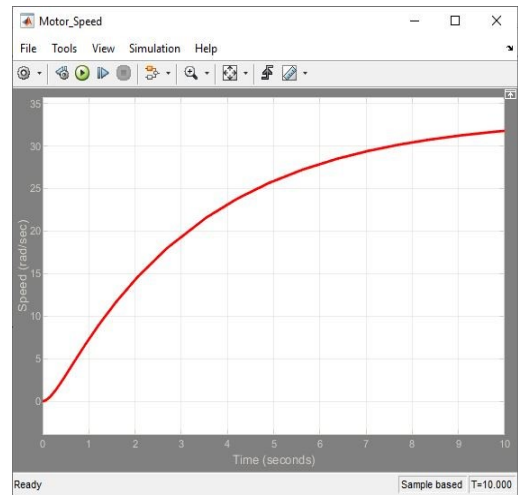 Motor_Speed
File Tools View Simulation Help
35
30
25
20
15
10
5
0
Speed (rad/sec)
0 1 2 3 4 5 6 7 8 9 10
Time (seconds)
Ready Sample based T=10.000